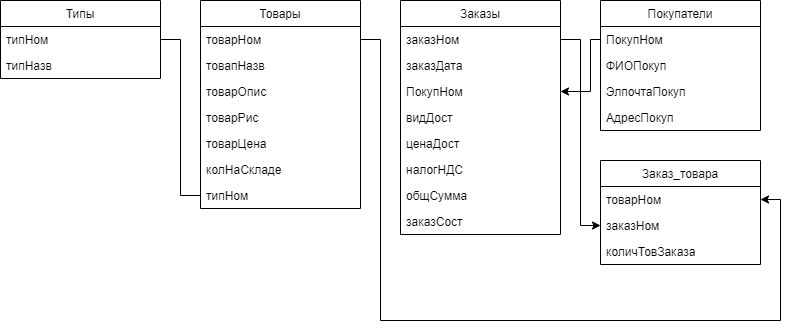 Типы
типНом
типНазв
Товары
товарНом
товапНазв
товарОпис
товарРис
товарЦена
колНаСкладе
типНом
Заказы
заказНом
заказДата
ПокупНом
видДост
ценаДост
налогНДС
общСумма
заказСост
Покупатели
ПокупНом
ФИОПокуп
ЭлпочтаПокуп
АдресПокуп
Заказ_товара
товарНом
заказНом
количТовЗаказа